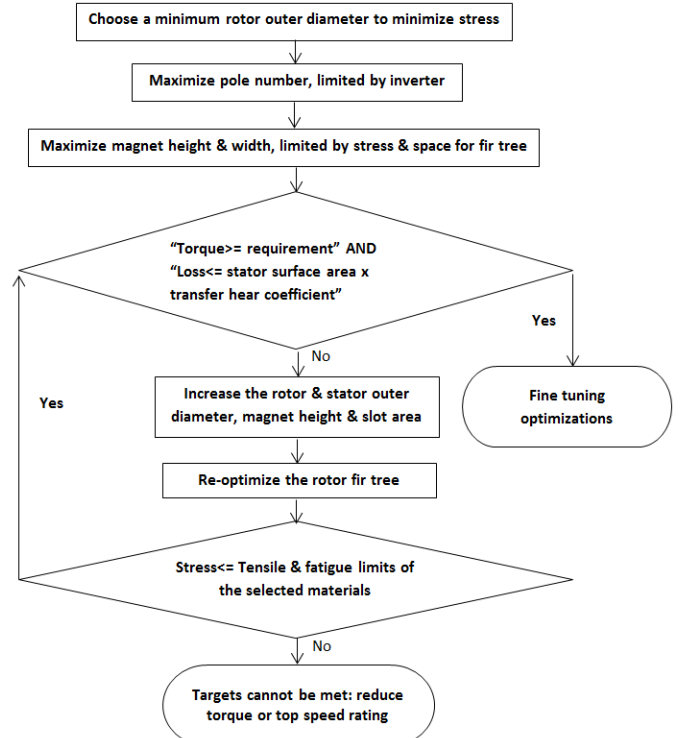 Choose a minimum rotor outer diameter to minimize stress
Maximize pole number, limited by inverter
Maximize magnet height & width, limited by stress & space for fir tree
“Torque>= requirement” AND
“Loss<= stator surface area x
transfer hear coefficient”
Yes
No
Yes
Increase the rotor & stator outer
diameter, magnet height & slot area
Fine tuning
optimizations
Re-optimize the rotor fir tree
Stress<= Tensile & fatigue limits of
the selected materials
No
Targets cannot be met: reduce
torque or top speed rating